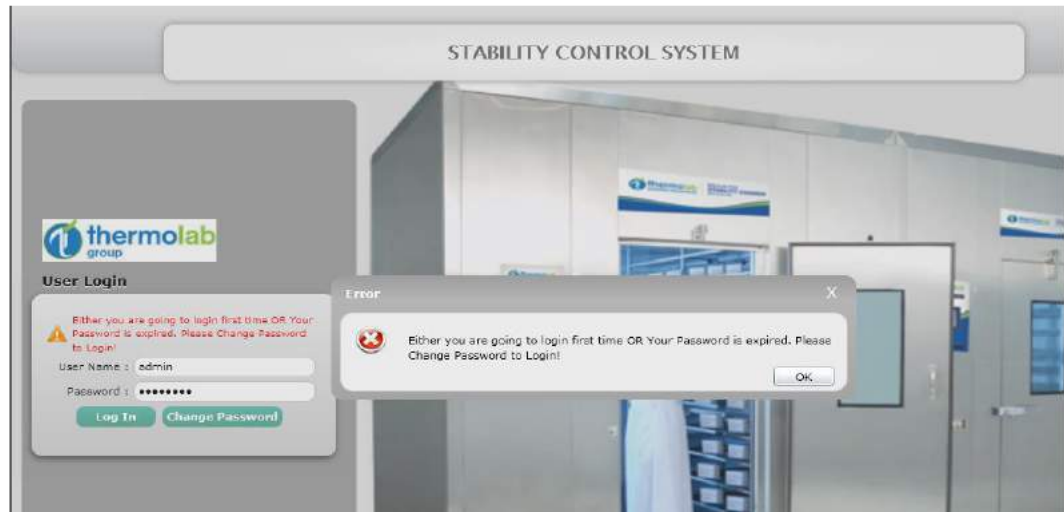 STABILITY CONTROL SYSTEM
thermolab
group
User Login
Either you are going to login first time OR Your
Password is expired. Please Change Password
to Login!
User Name : admin
Password : ••••••••
Log In Change Password
Error X
Either you are going to login first time OR Your Password is expired. Please
Change Password to Login!
OK
thermolab